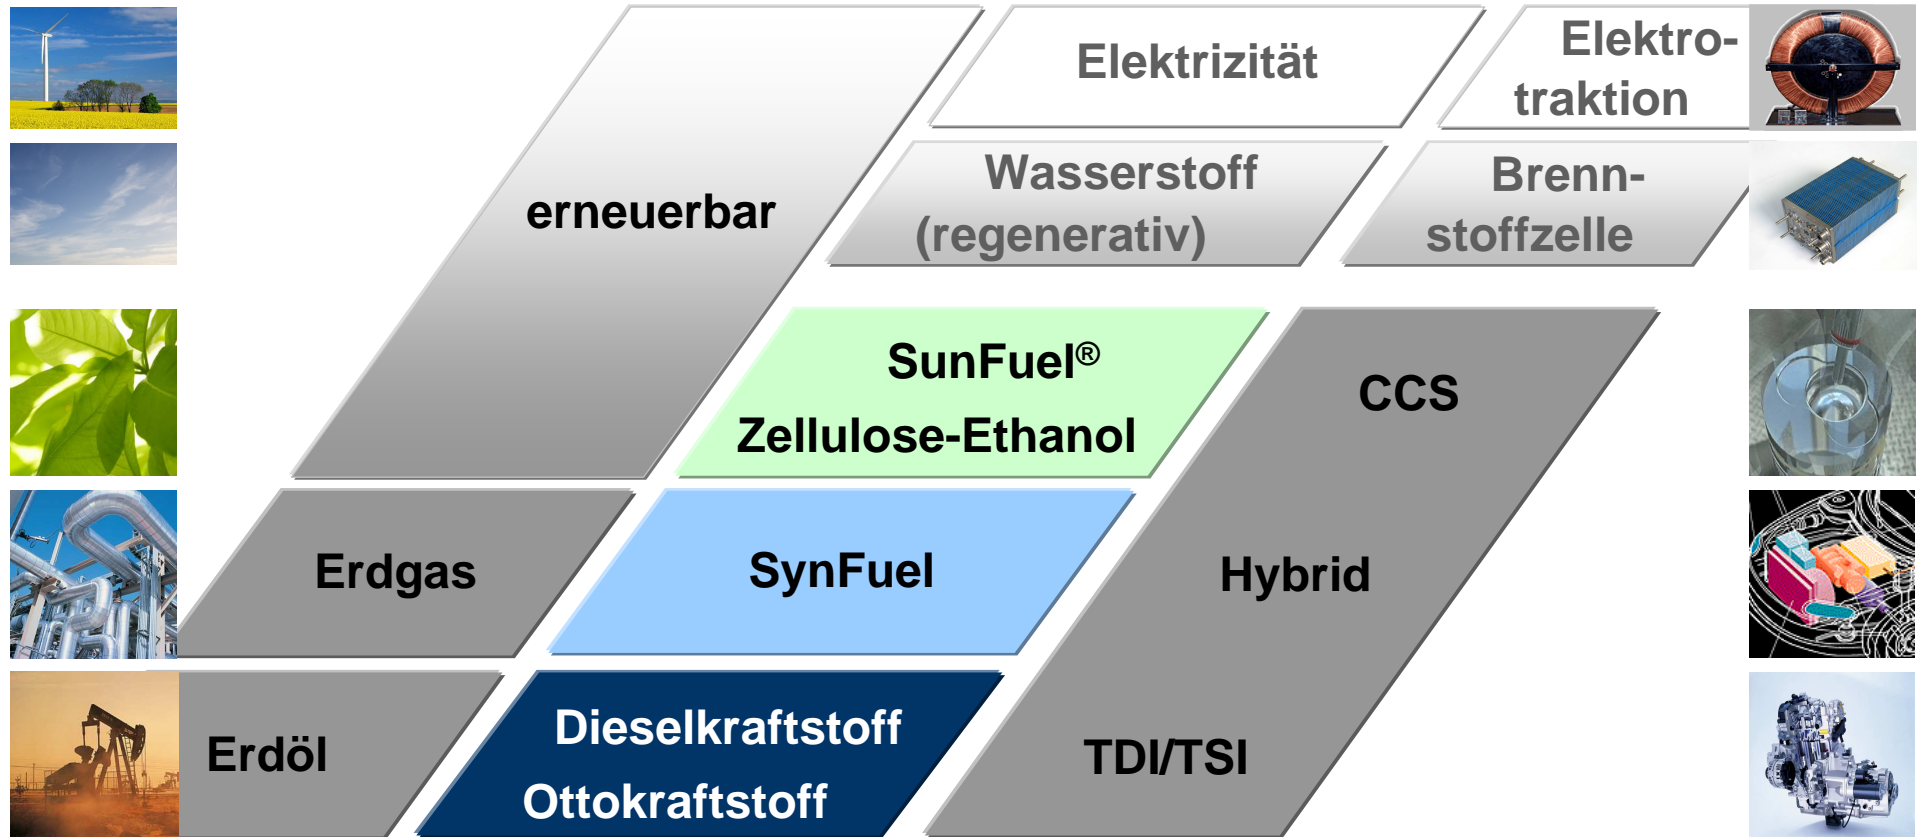 Elektrizität
Elektro-
traktion
erneuerbar
Wasserstoff
(regenerativ)
Brenn-
stoffzelle
SunFuel®
Zellulose-Ethanol
CCS
Erdgas
SynFuel
Hybrid
Erdöl
Dieselkraftstoff
Ottokraftstoff
TDI/TSI